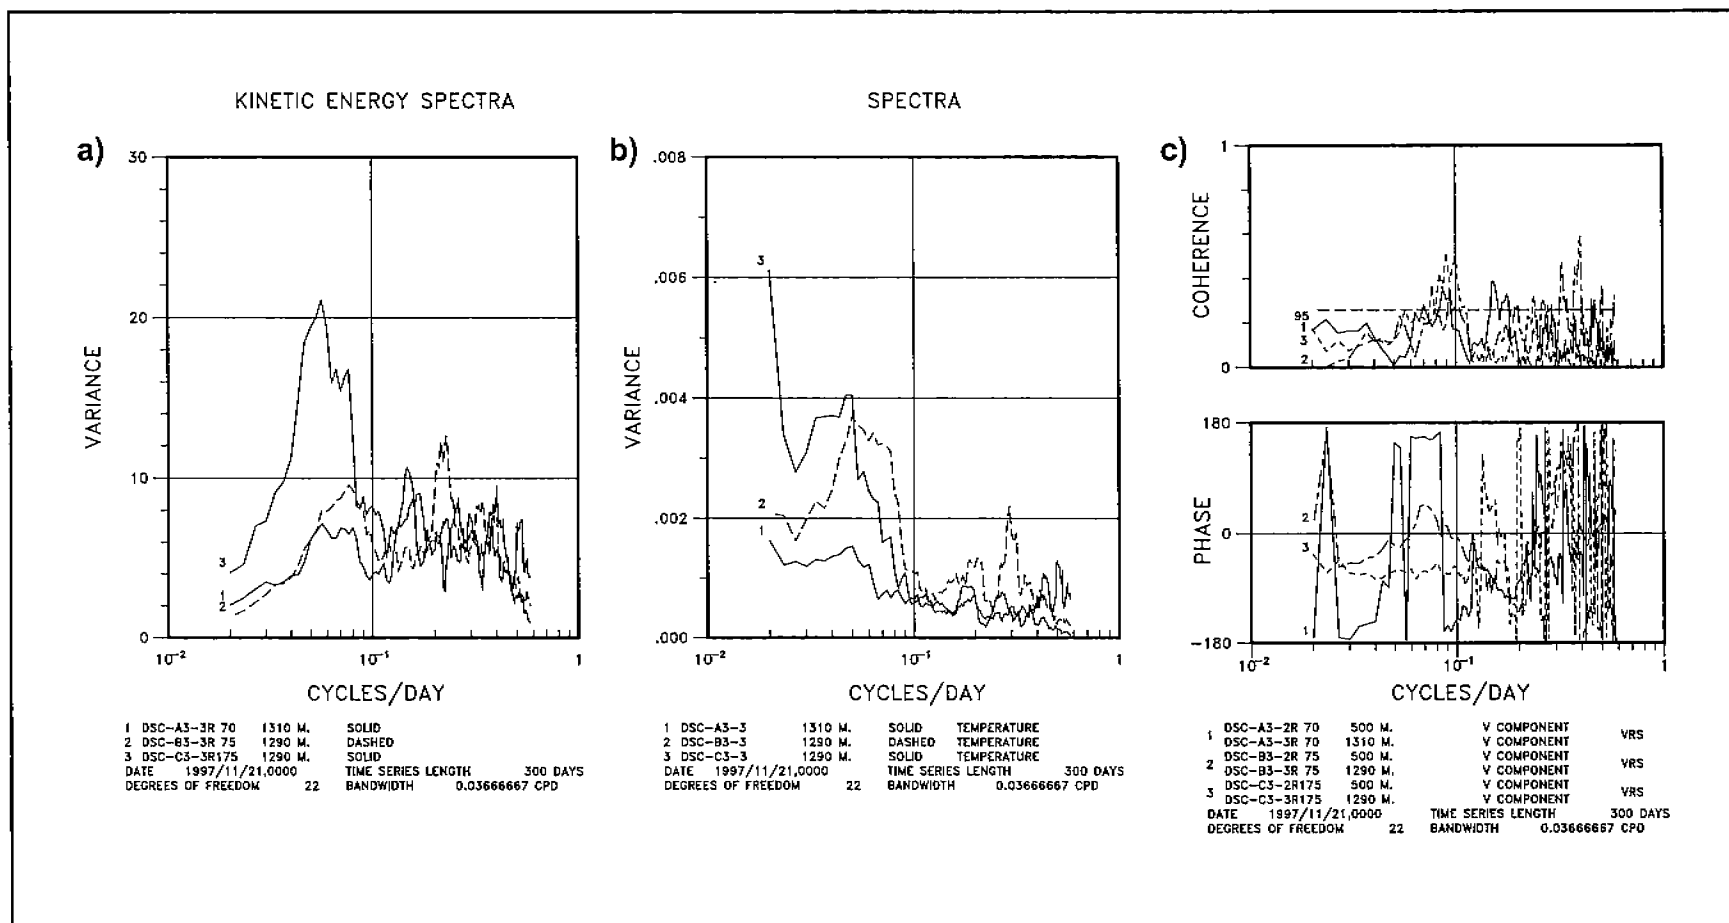 KINETIC ENERGY SPECTRA
a)
30
20
10
0
VARIANCE
3
1
2
10⁻²
10⁻¹
1
CYCLES/DAY
1 DSC-A3-3R 70 1310 M. SOLID
2 DSC-B3-3R 75 1290 M. DASHED
3 DSC-C3-3R175 1290 M. SOLID
DATE 1997/11/21,0000 TIME SERIES LENGTH 300 DAYS
DEGREES OF FREEDOM 22 BANDWIDTH 0.03666667 CPD
SPECTRA
b)
.008
.006
.004
.002
.000
VARIANCE
3
2
1
10⁻²
10⁻¹
1
CYCLES/DAY
1 DSC-A3-3 1310 M. SOLID TEMPERATURE
2 DSC-B3-3 1290 M. DASHED TEMPERATURE
3 DSC-C3-3 1290 M. SOLID TEMPERATURE
DATE 1997/11/21,0000 TIME SERIES LENGTH 300 DAYS
DEGREES OF FREEDOM 22 BANDWIDTH 0.03666667 CPD
c)
1
0
COHERENCE
95
1
3
2
180
0
-180
PHASE
2
3
1
10⁻²
10⁻¹
1
CYCLES/DAY
1 DSC-A3-2R 70 500 M. V COMPONENT VRS
DSC-A3-3R 70 1310 M. V COMPONENT
2 DSC-B3-2R 75 500 M. V COMPONENT VRS
DSC-B3-3R 75 1290 M. V COMPONENT
3 DSC-C3-2R175 500 M. V COMPONENT VRS
DSC-C3-3R175 1290 M. V COMPONENT
DATE 1997/11/21,0000 TIME SERIES LENGTH 300 DAYS
DEGREES OF FREEDOM 22 BANDWIDTH 0.03666667 CPD